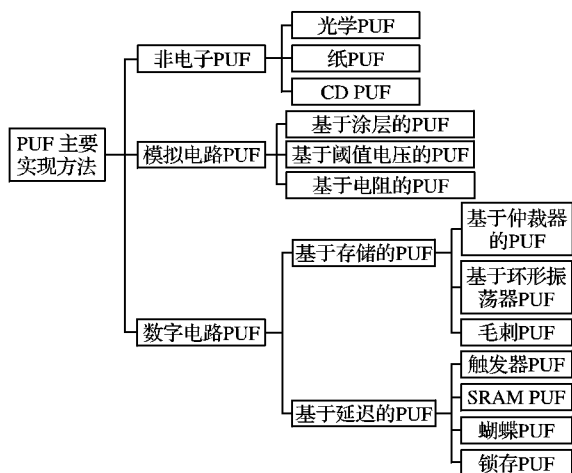 PUF 主要
实现方法
非电子PUF
光学PUF
纸PUF
CD PUF
模拟电路PUF
基于涂层的PUF
基于阈值电压的PUF
基于电阻的PUF
数字电路PUF
基于存储的PUF
基于仲裁器
的PUF
基于环形振
荡器PUF
毛刺PUF
基于延迟的PUF
触发器PUF
SRAM PUF
蝴蝶PUF
锁存PUF